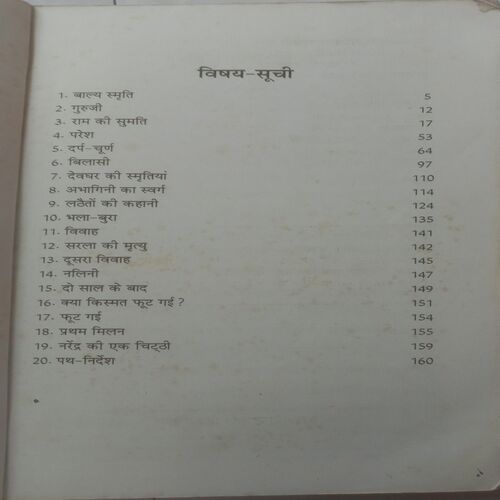 विषय-सूची
1. बाल्य स्मृति 5
2. गुरुजी 12
3. राम की सुमति 17
4. परेश 53
5. दर्प-चूर्ण 64
6. बिलासी 97
7. देवघर की स्मृतियां 110
8. अभागिनी का स्वर्ग 114
9. लठैतों की कहानी 124
10. भला-बुरा 135
11. विवाह 141
12. सरला की मृत्यु 142
13. दूसरा विवाह 145
14. नलिनी 147
15. दो साल के बाद 149
16. क्या किस्मत फूट गई ? 151
17. फूट गई 154
18. प्रथम मिलन 155
19. नरेंद्र की एक चिट्ठी 159
20. पथ-निर्देश 160